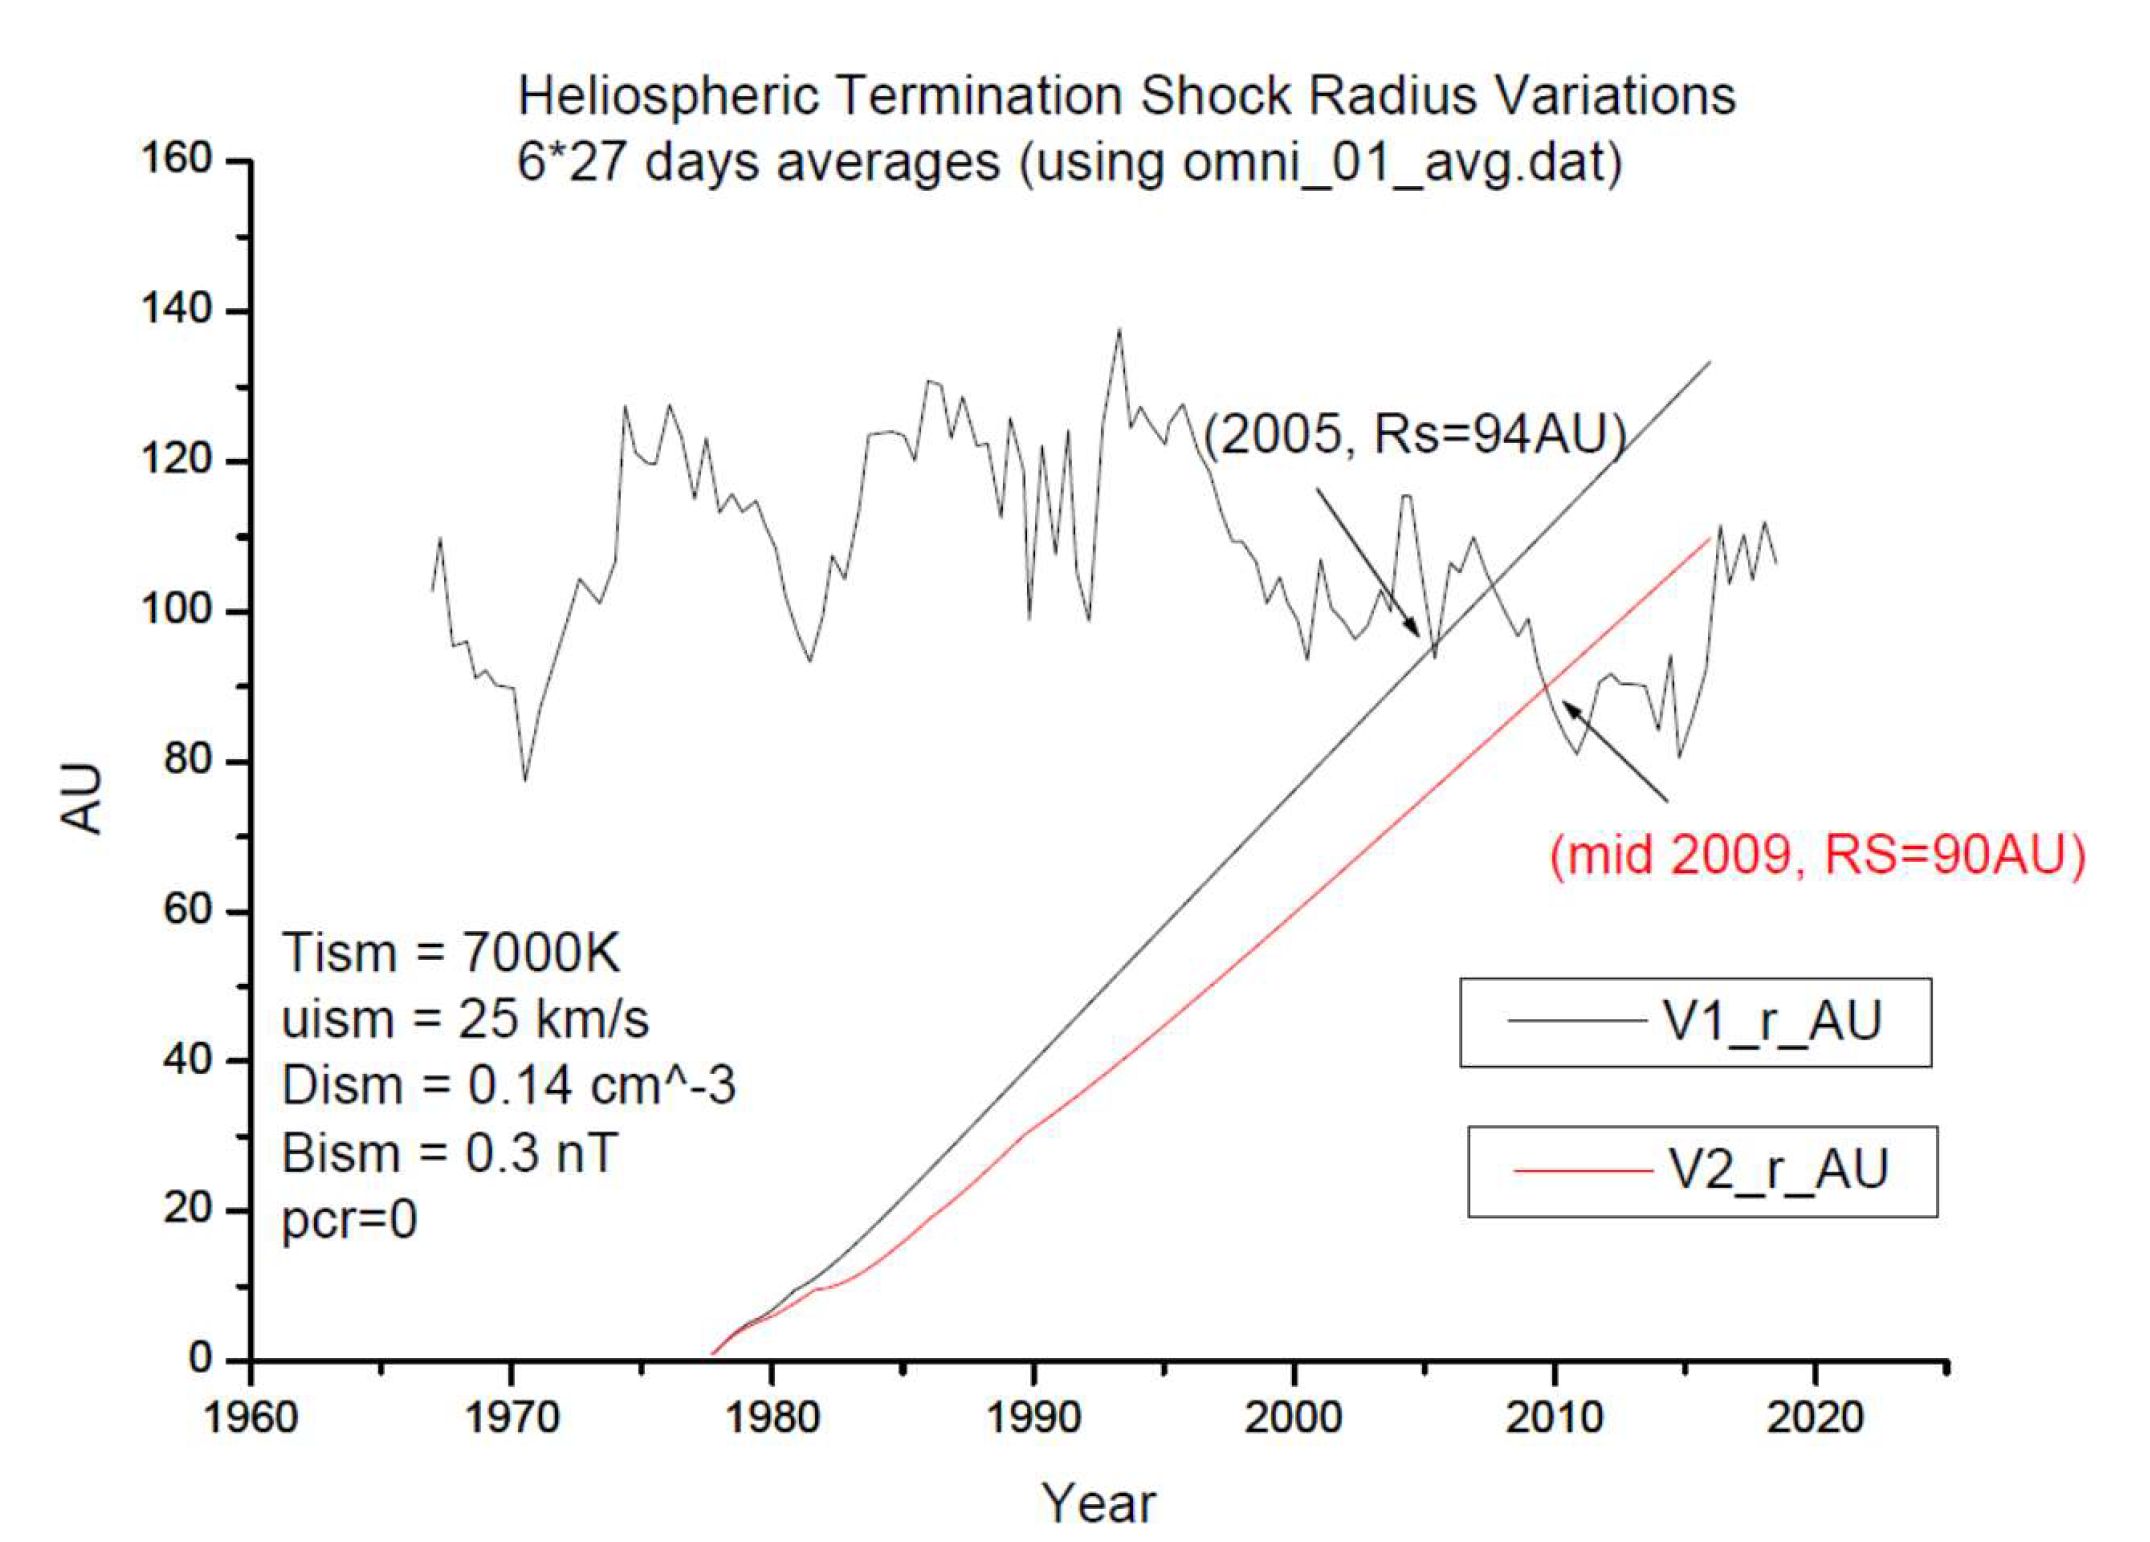 Heliospheric Termination Shock Radius Variations
6*27 days averages (using omni_01_avg.dat)
160
140
120
100
80
60
40
20
0
AU
(2005, Rs=94AU)
(mid 2009, RS=90AU)
Tism = 7000K
uism = 25 km/s
Dism = 0.14 cm^-3
Bism = 0.3 nT
pcr=0
V1_r_AU
V2_r_AU
1960 1970 1980 1990 2000 2010 2020
Year